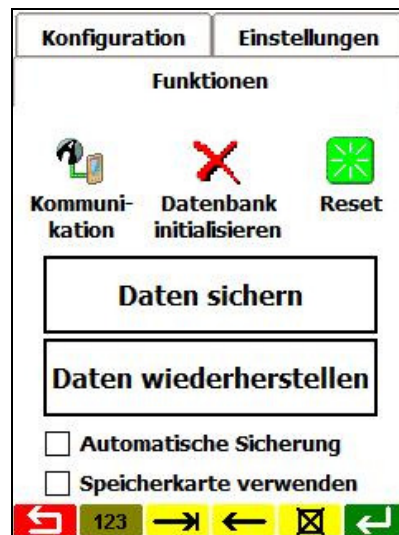 Konfiguration Einstellungen
Funktionen
Kommuni- Datenbank Reset
kation initialisieren
Daten sichern
Daten wiederherstellen
Automatische Sicherung
Speicherkarte verwenden
123